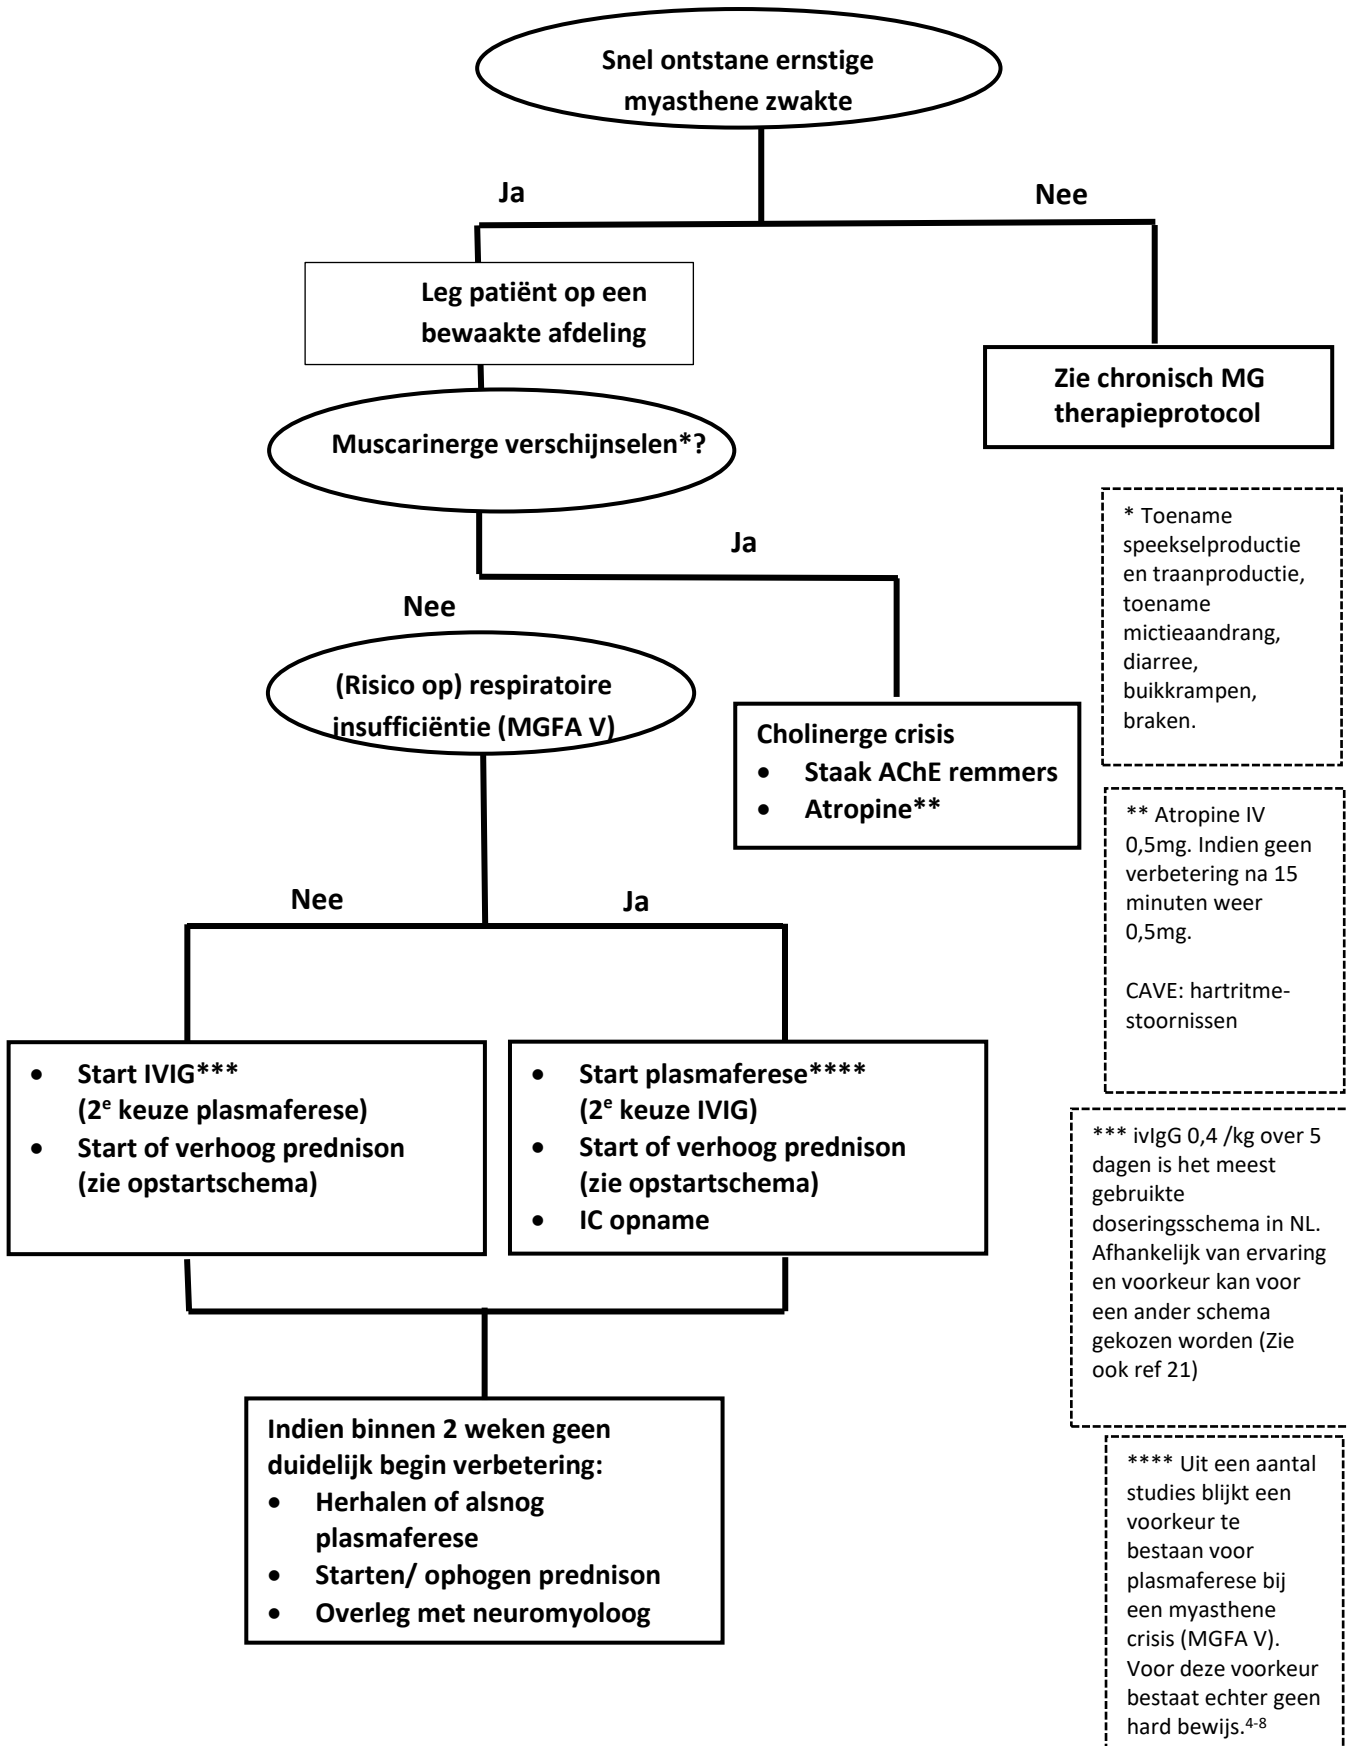 Snel ontstane ernstige
myasthene zwakte
Ja
Nee
Leg patiënt op een
bewaakte afdeling
Zie chronisch MG
therapieprotocol
Muscarinerge verschijnselen*?
Ja
Nee
(Risico op) respiratoire
insufficiëntie (MGFA V)
Cholinerge crisis
• Staak AChE remmers
• Atropine**
Nee
Ja
• Start IVIG***
(2e keuze plasmaferese)
• Start of verhoog prednison
(zie opstartschema)
• Start plasmaferese****
(2e keuze IVIG)
• Start of verhoog prednison
(zie opstartschema)
• IC opname
Indien binnen 2 weken geen
duidelijk begin verbetering:
• Herhalen of alsnog
plasmaferese
• Starten/ ophogen prednison
• Overleg met neuromyoloog
* Toename
speekselproductie
en traanproductie,
toename
mictieaandrang,
diarree,
buikkrampen,
braken.
** Atropine IV
0,5mg. Indien geen
verbetering na 15
minuten weer
0,5mg.
CAVE: hartritme-
stoornissen
*** ivIgG 0,4 /kg over 5
dagen is het meest
gebruikte
doseringsschema in NL.
Afhankelijk van ervaring
en voorkeur kan voor
een ander schema
gekozen worden (Zie
ook ref 21)
**** Uit een aantal
studies blijkt een
voorkeur te
bestaan voor
plasmaferese bij
een myasthene
crisis (MGFA V).
Voor deze voorkeur
bestaat echter geen
hard bewijs.4-8